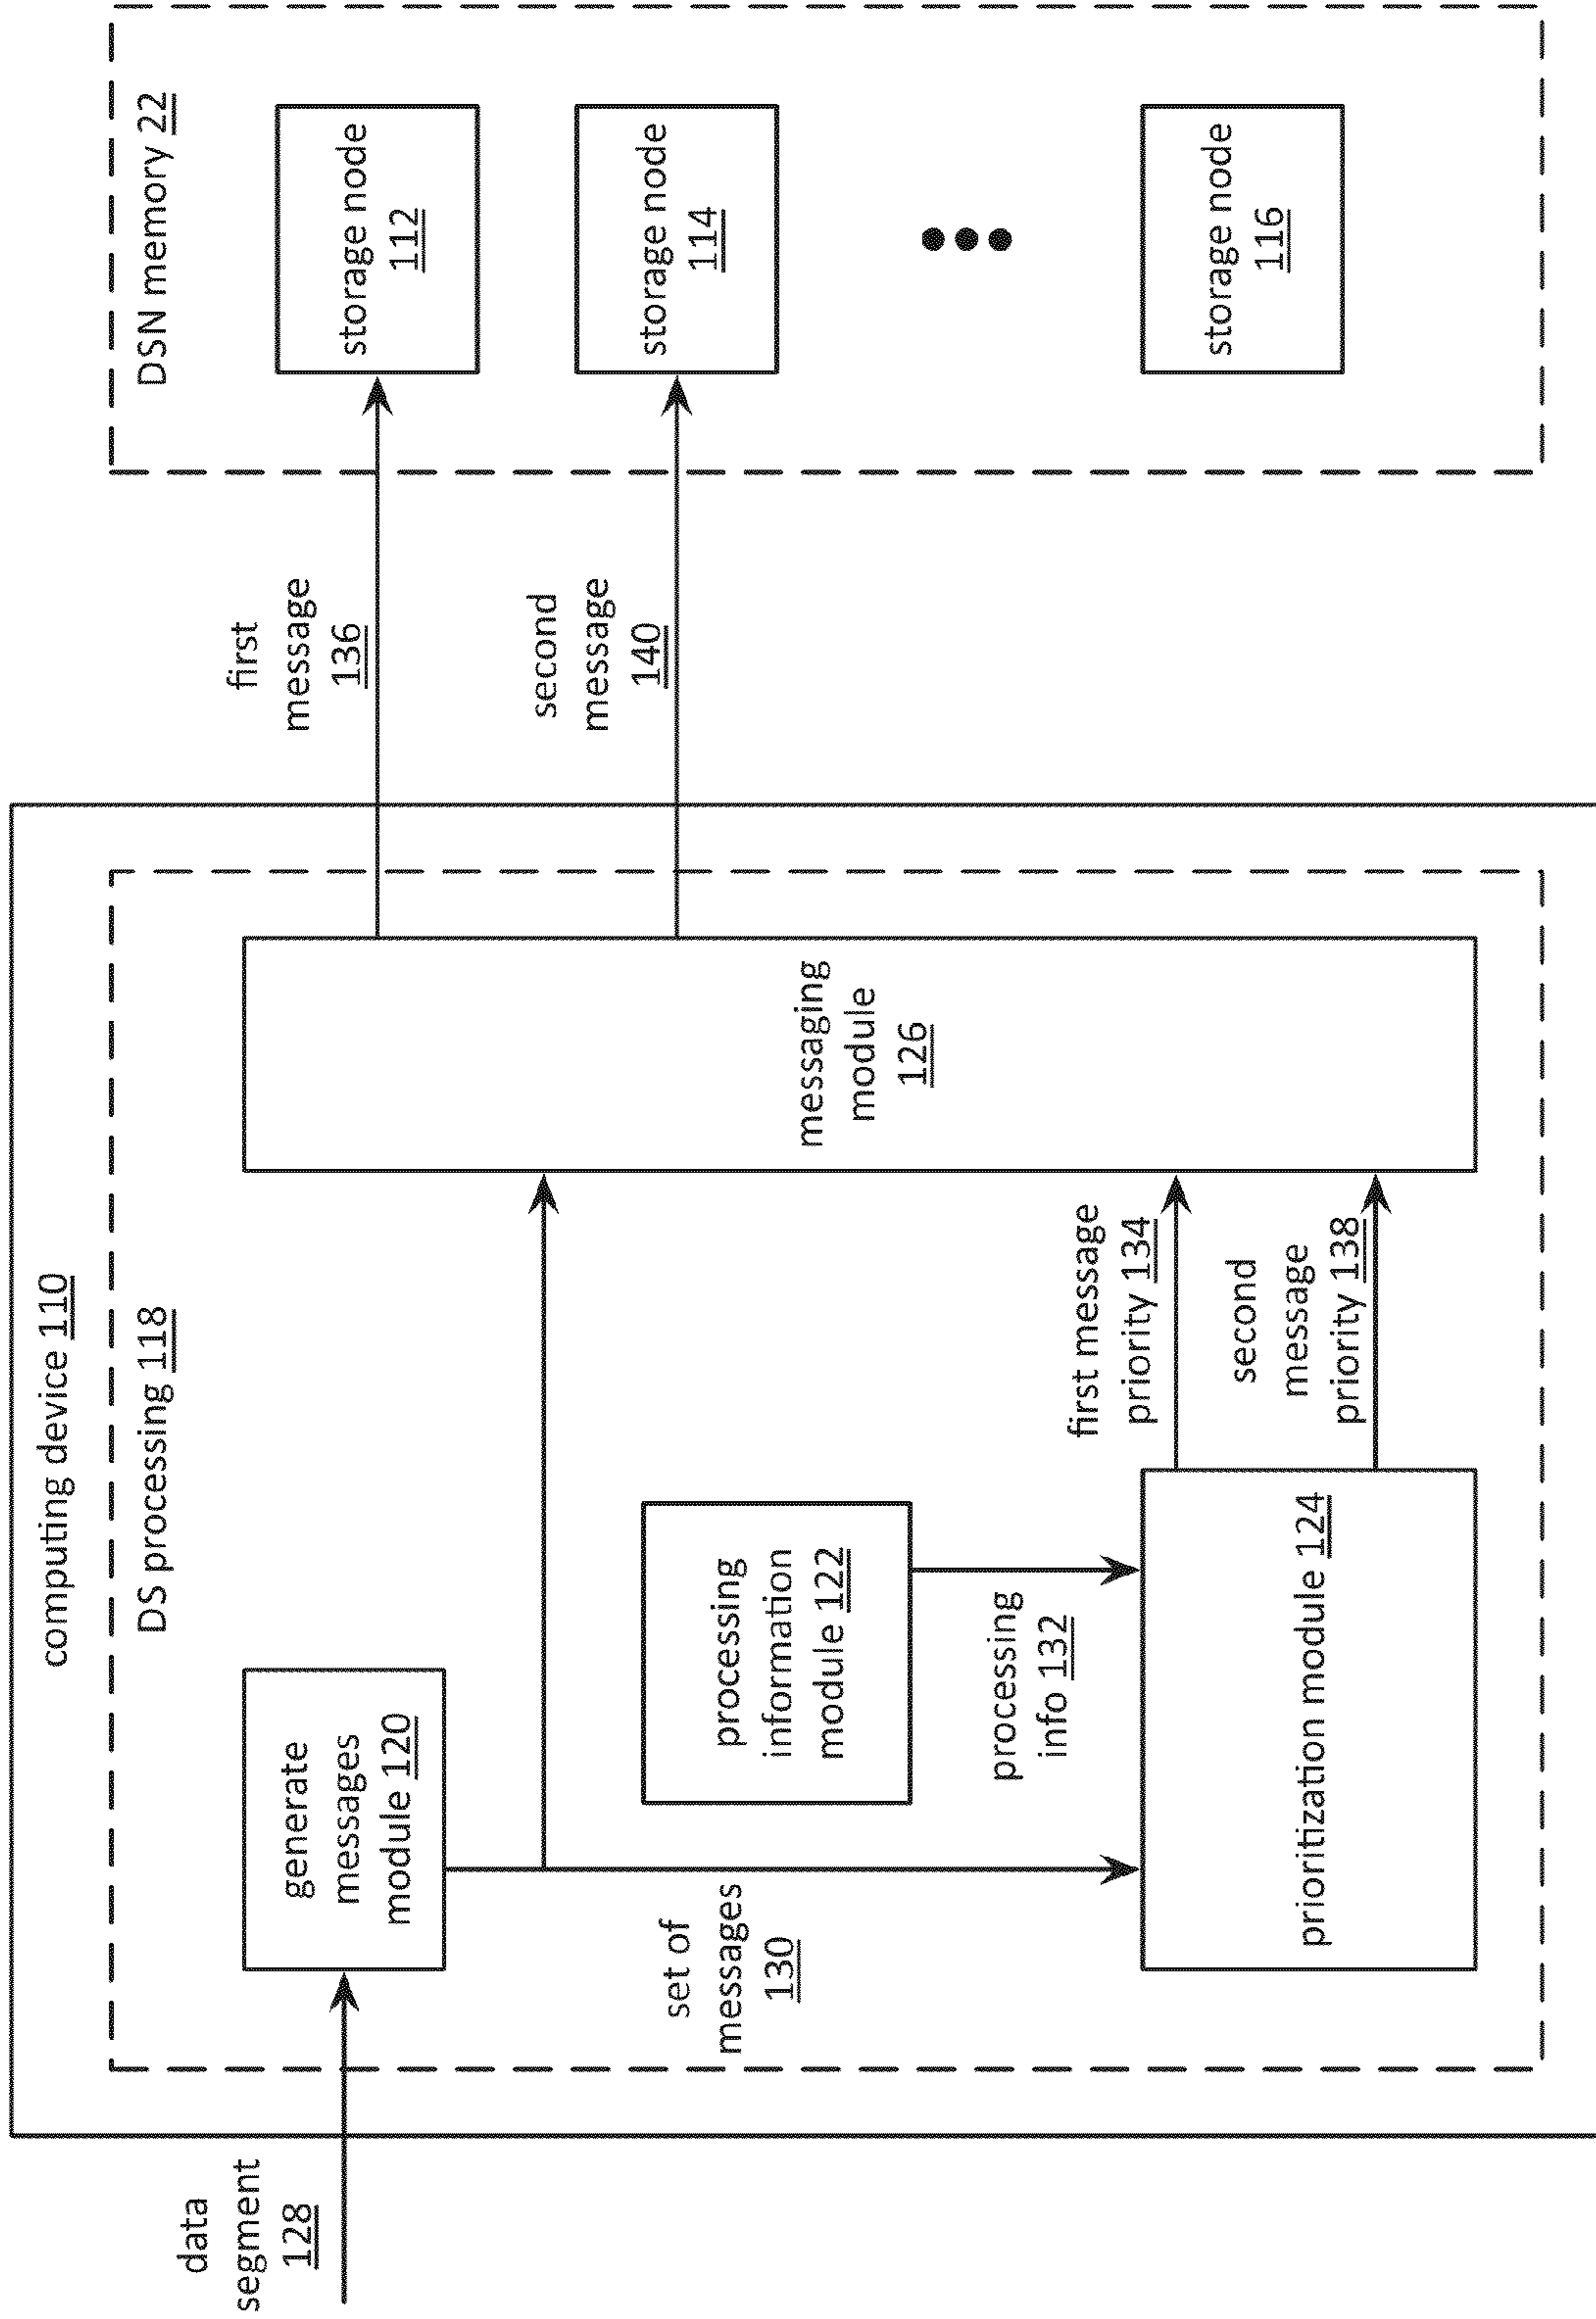 computing device 110
DS processing 118
data
segment
128
generate
messages
module 120
set of
messages
130
processing
information
module 122
processing
info 132
prioritization module 124
first message
priority 134
second
message
priority 138
messaging
module
126
first
message
136
second
message
140
DSN memory 22
storage node
112
storage node
114
storage node
116